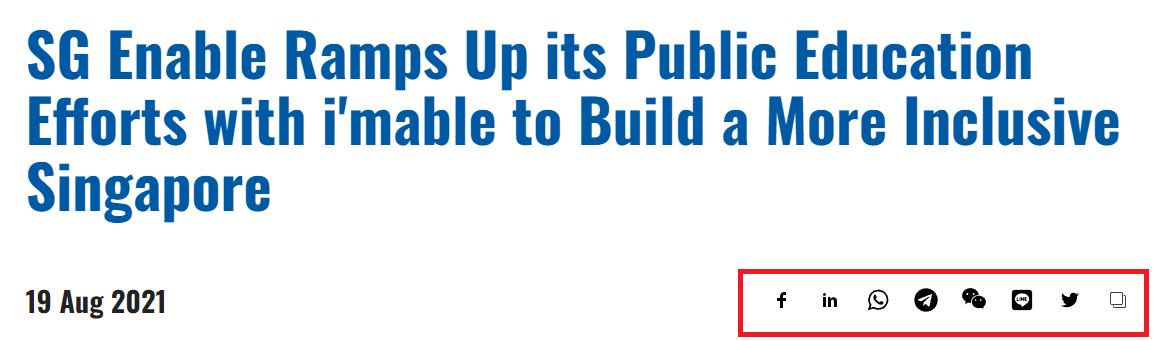 SG Enable Ramps Up its Public Education
Efforts with i'mable to Build a More Inclusive
Singapore
19 Aug 2021
f in LINE